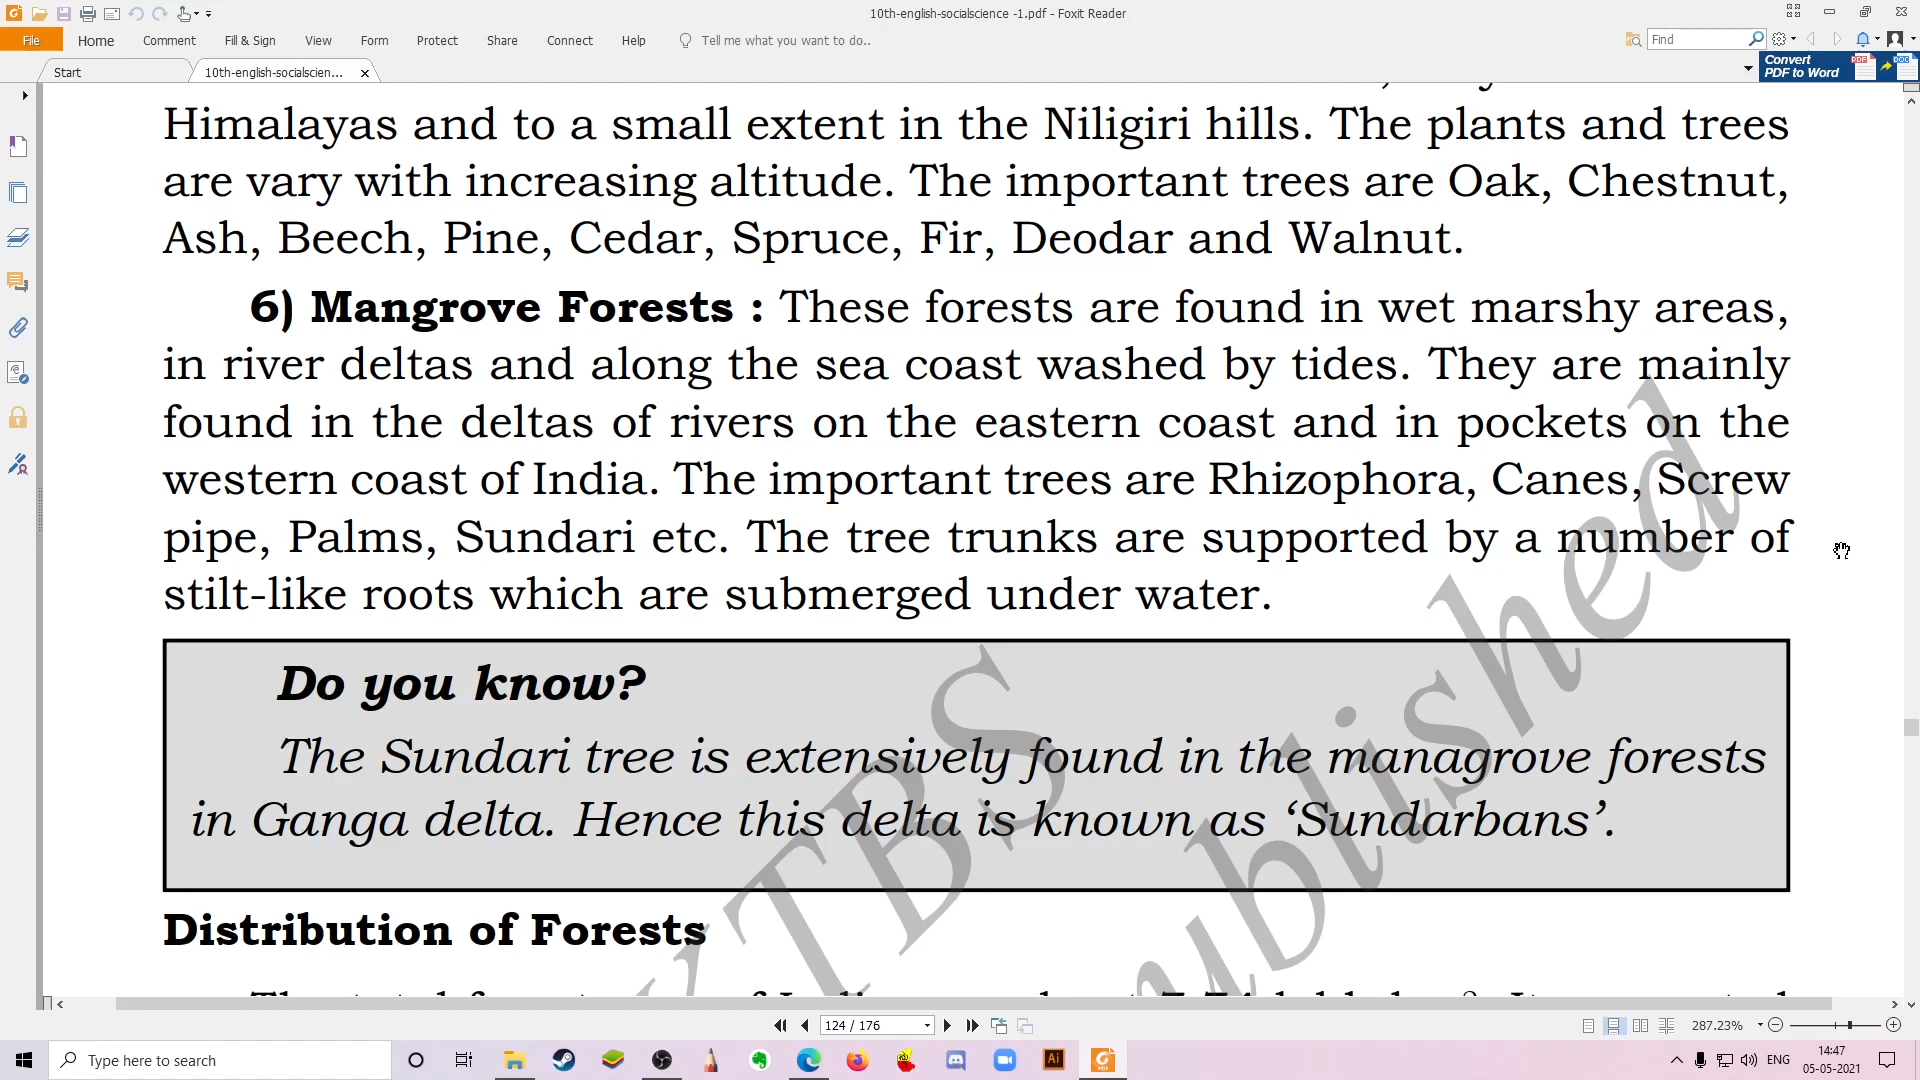 10th-english-socialscience -1.pdf - Foxit Reader
File Home Comment Fill & Sign View Form Protect Share Connect Help Tell me what you want to do.. Find
Start 10th-english-socialscien... Convert
PDF to Word
Himalayas and to a small extent in the Niligiri hills. The plants and trees
are vary with increasing altitude. The important trees are Oak, Chestnut,
Ash, Beech, Pine, Cedar, Spruce, Fir, Deodar and Walnut.
6) Mangrove Forests : These forests are found in wet marshy areas,
in river deltas and along the sea coast washed by tides. They are mainly
found in the deltas of rivers on the eastern coast and in pockets on the
western coast of India. The important trees are Rhizophora, Canes, Screw
pipe, Palms, Sundari etc. The tree trunks are supported by a number of
stilt-like roots which are submerged under water.
Do you know?
The Sundari tree is extensively found in the managrove forests
in Ganga delta. Hence this delta is known as ‘Sundarbans’.
Distribution of Forests
KTBS
ublished
124 / 176 287.23%
Type here to search ENG 14:47
05-05-2021